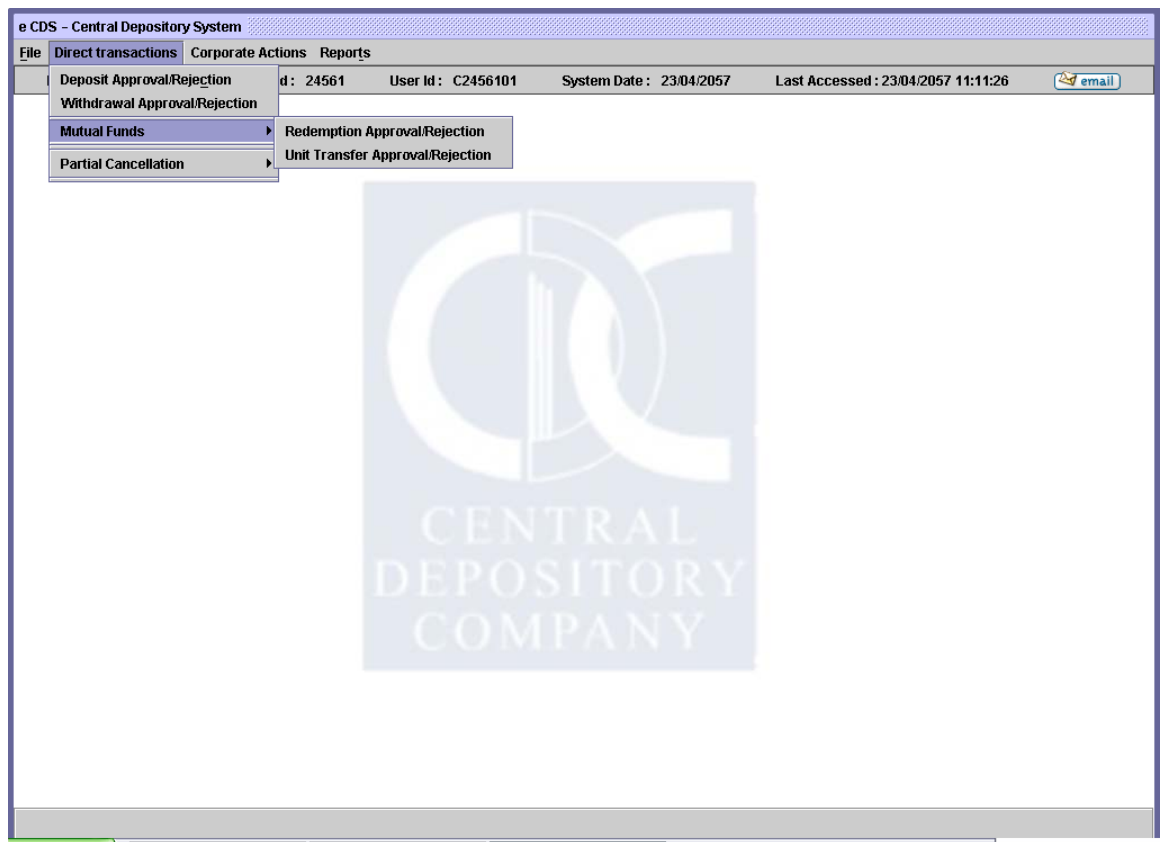 e CDS – Central Depository System
File Direct transactions Corporate Actions Reports
d : 24561 User Id : C2456101 System Date : 23/04/2057 Last Accessed : 23/04/2057 11:11:26 email
Deposit Approval/Rejection
Withdrawal Approval/Rejection
Mutual Funds
Redemption Approval/Rejection
Unit Transfer Approval/Rejection
Partial Cancellation
CENTRAL
DEPOSITORY
COMPANY